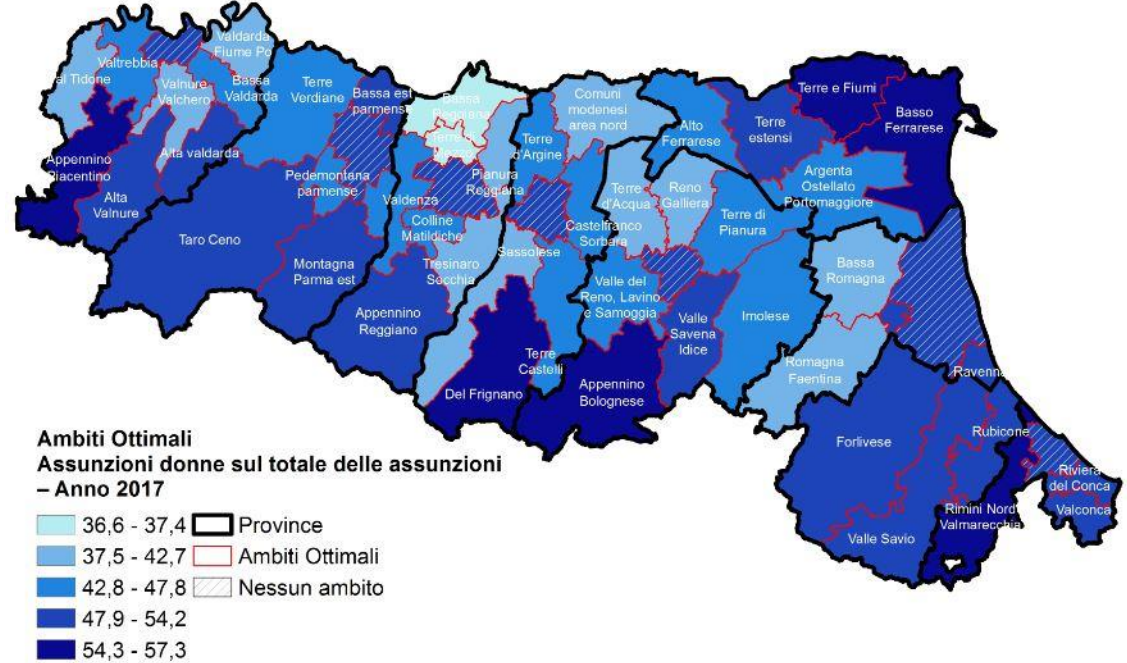 Valdarda
Fiume Po
Valtrebbia
al Tidone
Valnure
Valchero
Bassa
Valdarda
Terre
Verdiane
Bassa est
parmense
Bassa
Reggiana
Terre di
Mezzo
Comuni
modenesi
area nord
Terre
d'Argine
Alto
Ferrarese
Terre
estensi
Terre e Fiumi
Basso
Ferrarese
Appennino
Piacentino
Alta valdarda
Alta
Valnure
Pedemontana
parmense
Valdenza
Pianura
Reggiana
Terre
d'Acqua
Reno
Galliera
Argenta
Ostellato
Portomaggiore
Terre di
Pianura
Taro Ceno
Colline
Matildiche
Castelfranco
Sorbara
Montagna
Parma est
Tresinaro
Secchia
Sassolese
Bassa
Romagna
Valle del
Reno, Lavino
e Samoggia
Imolese
Appennino
Reggiano
Valle
Savena
Idice
Terre
Castelli
Del Frignano
Appennino
Bolognese
Romagna
Faentina
Ravenna
Forlivese
Rubicone
Riviera
del Conca
Valconca
Rimini Nord
Valmarecchia
Valle Savio
Ambiti Ottimali
Assunzioni donne sul totale delle assunzioni
– Anno 2017
36,6 - 37,4 Province
37,5 - 42,7 Ambiti Ottimali
42,8 - 47,8 Nessun ambito
47,9 - 54,2
54,3 - 57,3